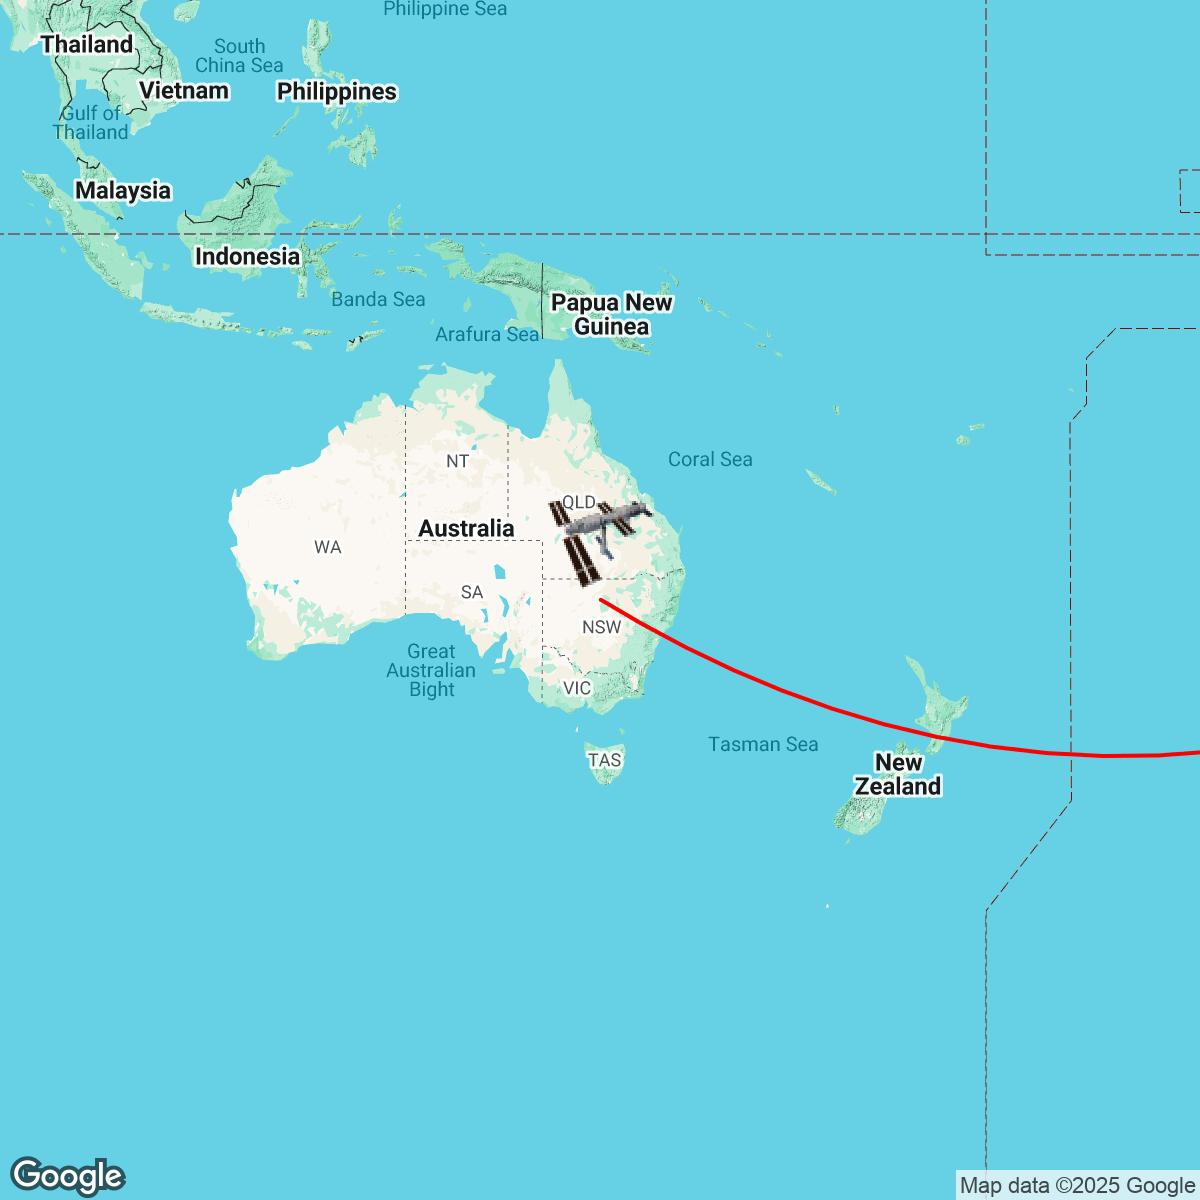 Philippine Sea
Thailand
South
China Sea
Vietnam
Philippines
Gulf of
Thailand
Malaysia
Indonesia
Banda Sea
Papua New
Guinea
Arafura Sea
NT
Coral Sea
QLD
Australia
WA
SA
NSW
Great
Australian
Bight
VIC
Tasman Sea
TAS
New
Zealand
Google
Map data ©2025 Google